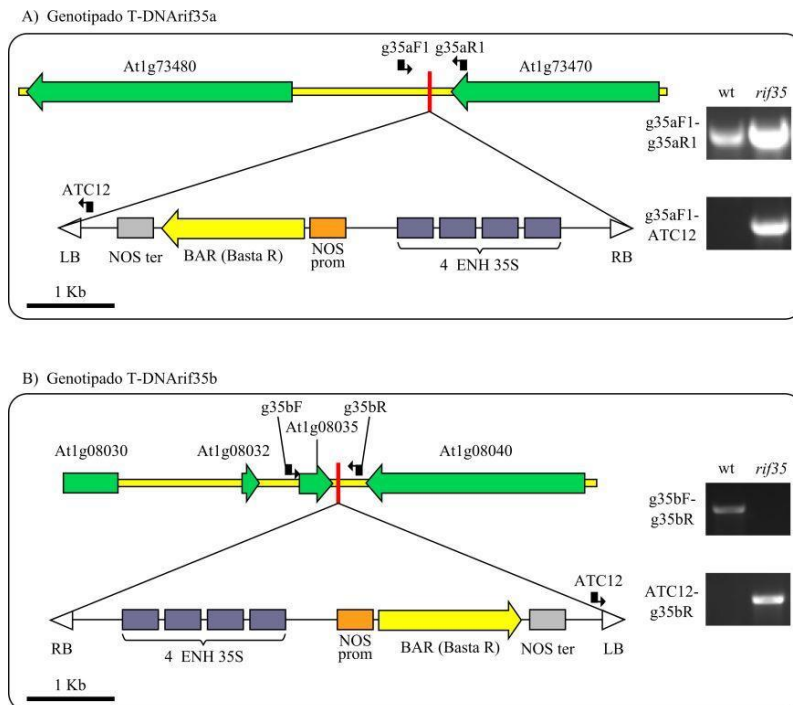 A) Genotipado T-DNArif35a
g35aF1 g35aR1
At1g73480 At1g73470
wt rif35
g35aF1-
g35aR1
ATC12
g35aF1-
ATC12
LB NOS ter BAR (Basta R) NOS
prom 4 ENH 35S RB
1 Kb
B) Genotipado T-DNArif35b
g35bF g35bR
At1g08035
At1g08030 At1g08032 At1g08040
wt rif35
g35bF-
g35bR
ATC12
ATC12-
g35bR
RB 4 ENH 35S NOS
prom BAR (Basta R) NOS ter LB
1 Kb